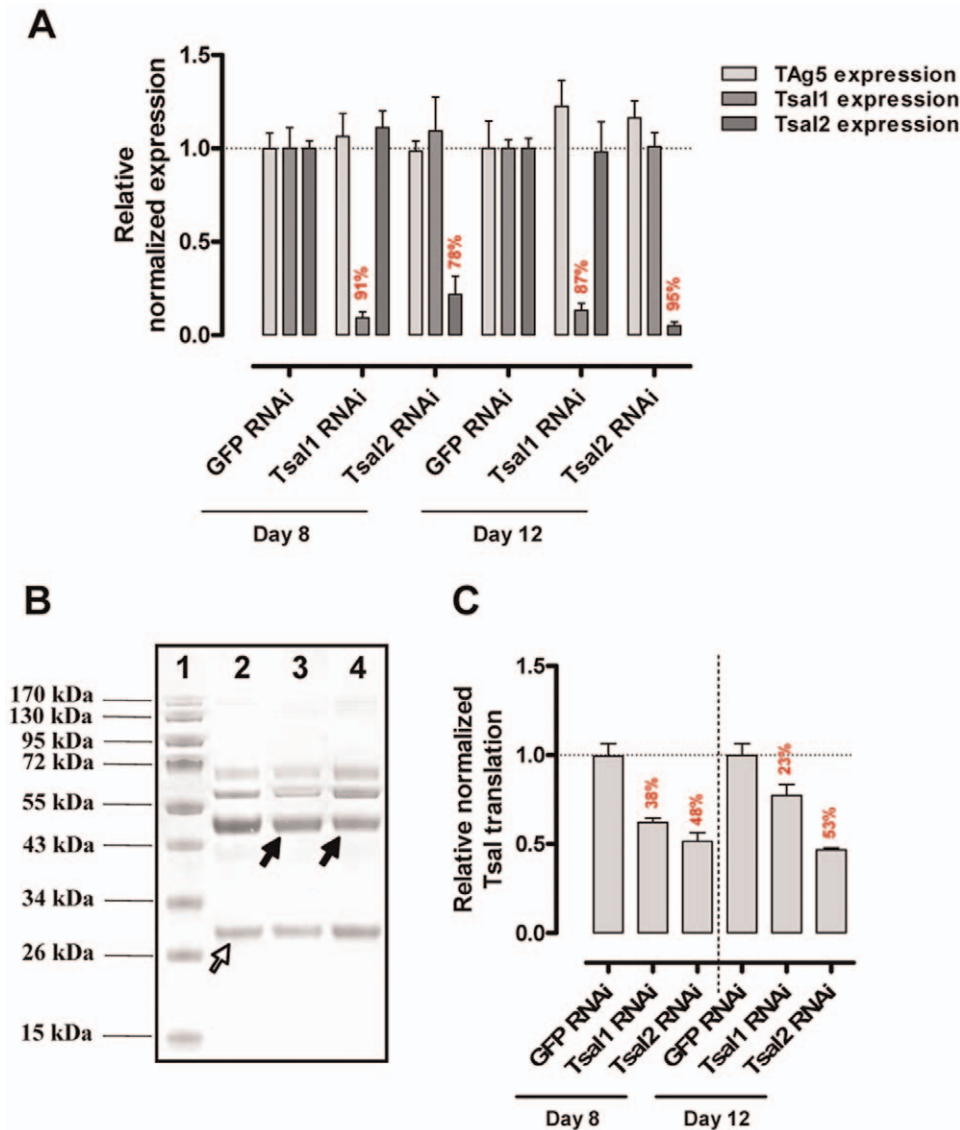 A
1.5
1.0
0.5
0.0
Relative
normalized expression
91%
78%
87%
95%
TAg5 expression
Tsal1 expression
Tsal2 expression
GFP RNAi
Tsal1 RNAi
Tsal2 RNAi
GFP RNAi
Tsal1 RNAi
Tsal2 RNAi
Day 8
Day 12
B
1 2 3 4
170 kDa
130 kDa
95 kDa
72 kDa
55 kDa
43 kDa
34 kDa
26 kDa
15 kDa
C
1.5
1.0
0.5
0.0
Relative normalized
Tsal translation
38%
48%
23%
53%
GFP RNAi
Tsal1 RNAi
Tsal2 RNAi
GFP RNAi
Tsal1 RNAi
Tsal2 RNAi
Day 8
Day 12